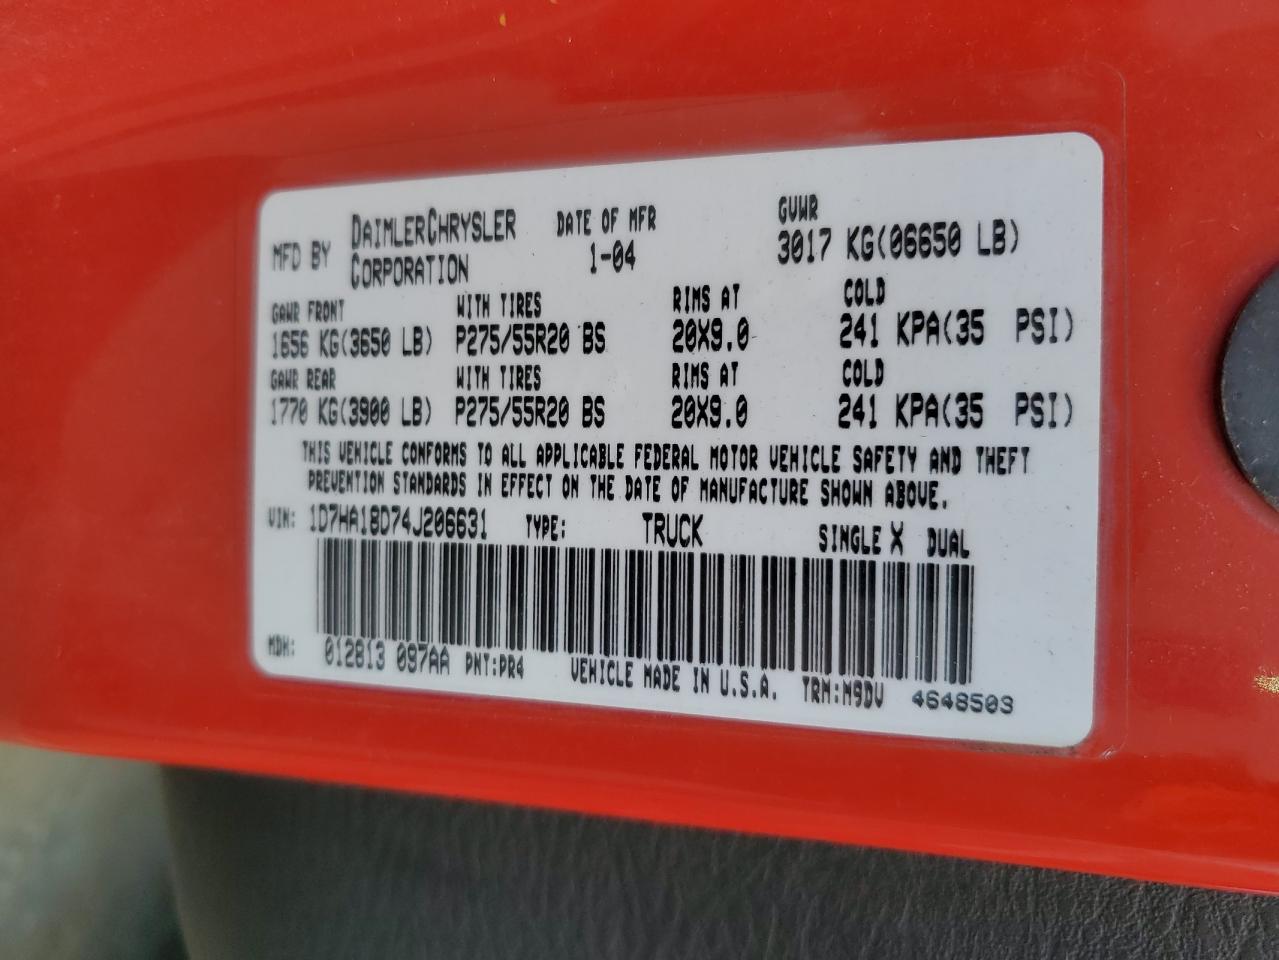 MFD BY DAIMLERCHRYSLER CORPORATION DATE OF MFR 1-04 GVWR 3017 KG(06650 LB)
GAWR FRONT WITH TIRES RIMS AT COLD
1656 KG(3650 LB) P275/55R20 BS 20X9.0 241 KPA(35 PSI)
GAWR REAR WITH TIRES RIMS AT COLD
1770 KG(3900 LB) P275/55R20 BS 20X9.0 241 KPA(35 PSI)
THIS VEHICLE CONFORMS TO ALL APPLICABLE FEDERAL MOTOR VEHICLE SAFETY AND THEFT
PREVENTION STANDARDS IN EFFECT ON THE DATE OF MANUFACTURE SHOWN ABOVE.
VIN: 1D7HA18D74J206631 TYPE: TRUCK SINGLE X DUAL
MDH: 012813 097AA PNT:PR4 VEHICLE MADE IN U.S.A. TRM:M9DV 4648503